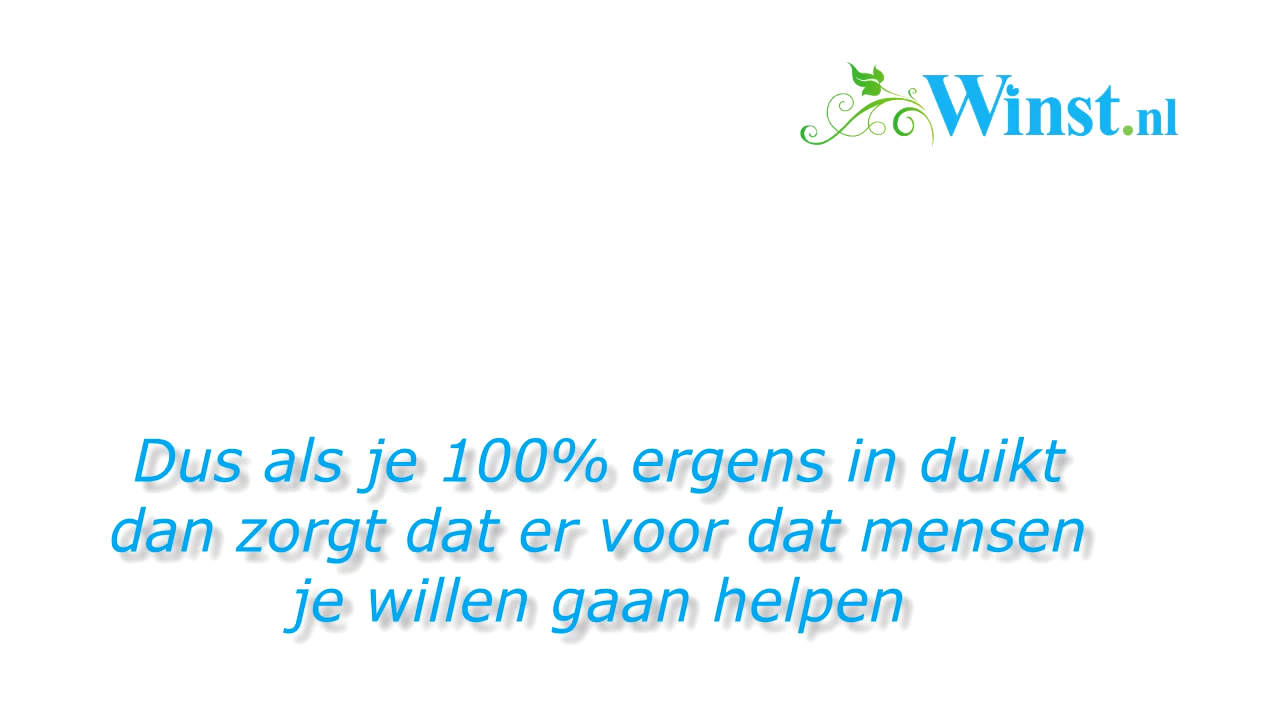 Winst.nl
Dus als je 100% ergens in duikt
dan zorgt dat er voor dat mensen
je willen gaan helpen